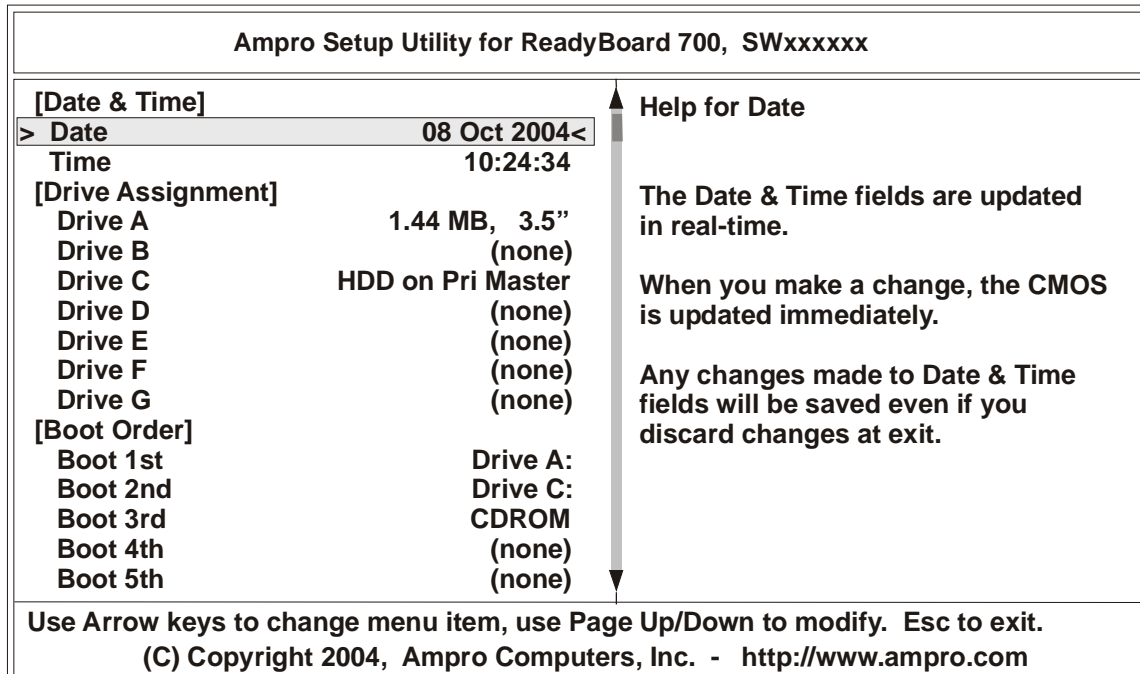 Ampro Setup Utility for ReadyBoard 700, SWxxxxxx
[Date & Time]
> Date 08 Oct 2004<
Time 10:24:34
[Drive Assignment]
Drive A 1.44 MB, 3.5”
Drive B (none)
Drive C HDD on Pri Master
Drive D (none)
Drive E (none)
Drive F (none)
Drive G (none)
[Boot Order]
Boot 1st Drive A:
Boot 2nd Drive C:
Boot 3rd CDROM
Boot 4th (none)
Boot 5th (none)
Help for Date
The Date & Time fields are updated
in real-time.
When you make a change, the CMOS
is updated immediately.
Any changes made to Date & Time
fields will be saved even if you
discard changes at exit.
Use Arrow keys to change menu item, use Page Up/Down to modify. Esc to exit.
(C) Copyright 2004, Ampro Computers, Inc. - http://www.ampro.com